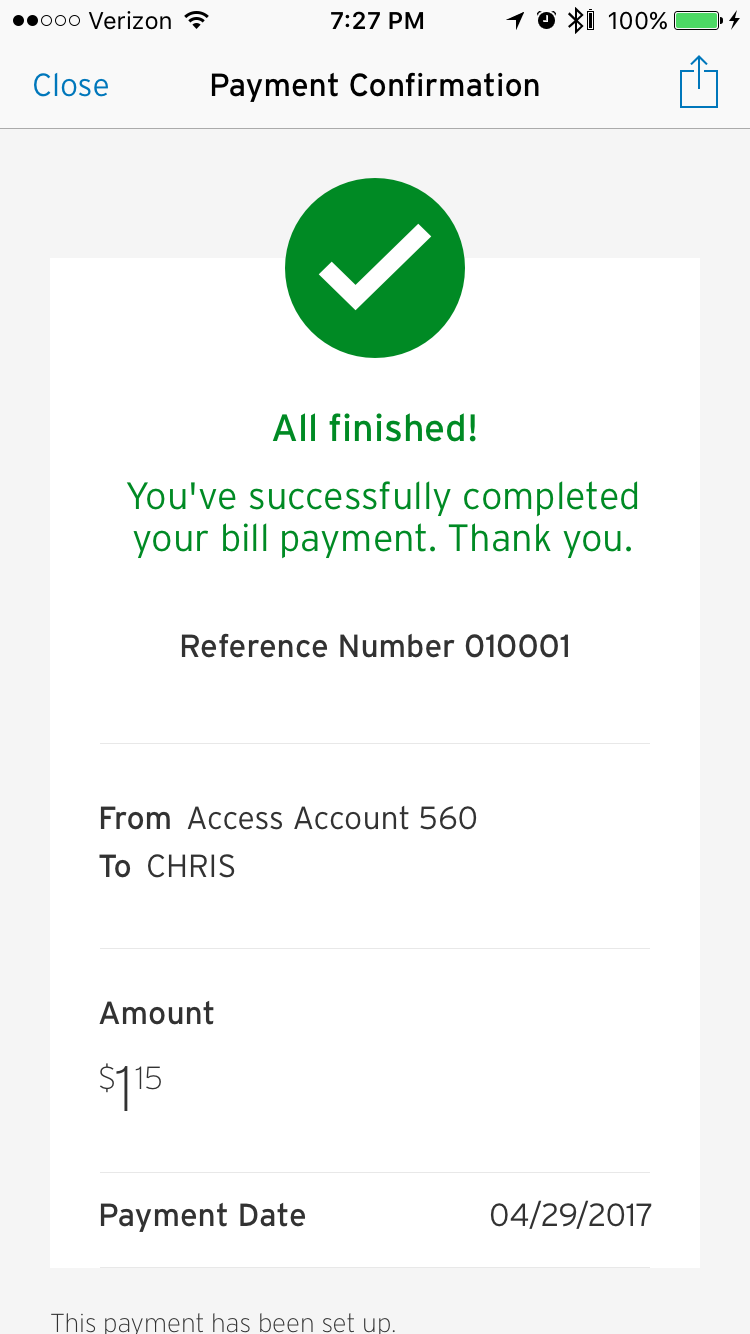 Verizon 7:27 PM 100%
Close Payment Confirmation
All finished!
You've successfully completed
your bill payment. Thank you.
Reference Number 010001
From Access Account 560
To CHRIS
Amount
$1 15
Payment Date 04/29/2017
This payment has been set up.